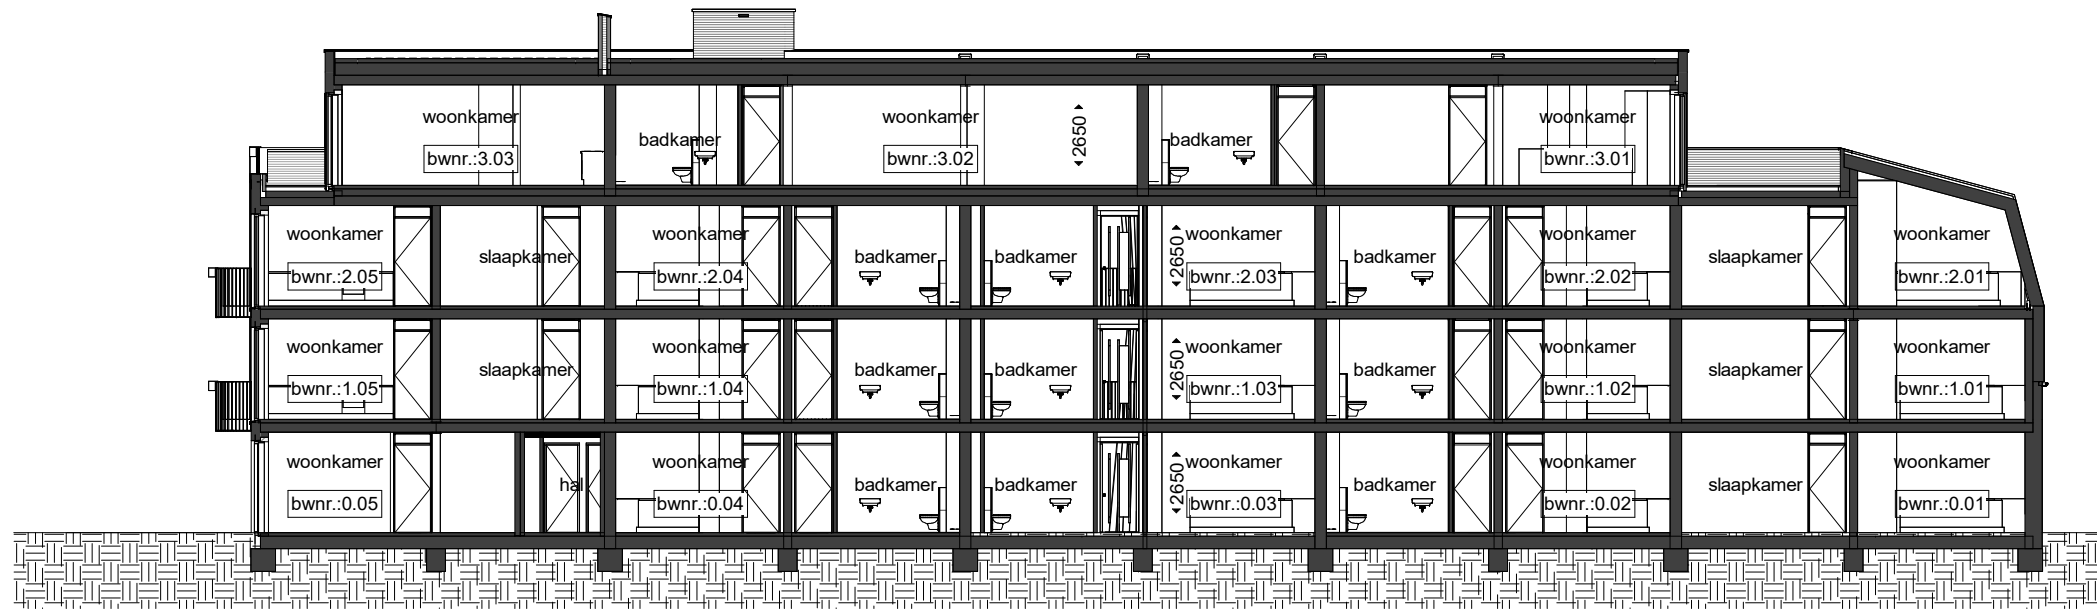 woonkamer woonkamer woonkamer
badkamer badkamer
2650
bwnr.:3.03 bwnr.:3.02 bwnr.:3.01
woonkamer woonkamer woonkamer woonkamer woonkamer
slaapkamer badkamer badkamer badkamer slaapkamer
2650
bwnr.:2.05 bwnr.:2.04 bwnr.:2.03 bwnr.:2.02 bwnr.:2.01
woonkamer woonkamer woonkamer woonkamer woonkamer
slaapkamer badkamer badkamer badkamer slaapkamer
2650
bwnr.:1.05 bwnr.:1.04 bwnr.:1.03 bwnr.:1.02 bwnr.:1.01
woonkamer woonkamer woonkamer woonkamer woonkamer
hal badkamer badkamer badkamer slaapkamer
2650
bwnr.:0.05 bwnr.:0.04 bwnr.:0.03 bwnr.:0.02 bwnr.:0.01